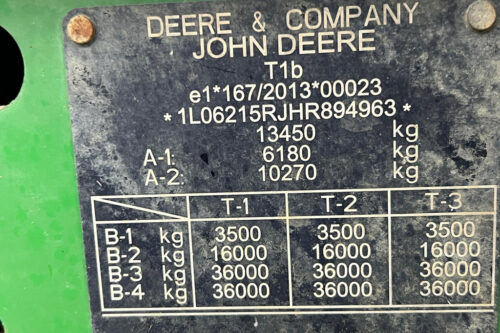 DEERE & COMPANY
JOHN DEERE
T1b
e1*167/2013*00023
*1L06215RJHR894963*
13450 kg
A-1: 6180 kg
A-2: 10270 kg
T-1 T-2 T-3
B-1 kg 3500 3500 3500
B-2 kg 16000 16000 16000
B-3 kg 36000 36000 36000
B-4 kg 36000 36000 36000